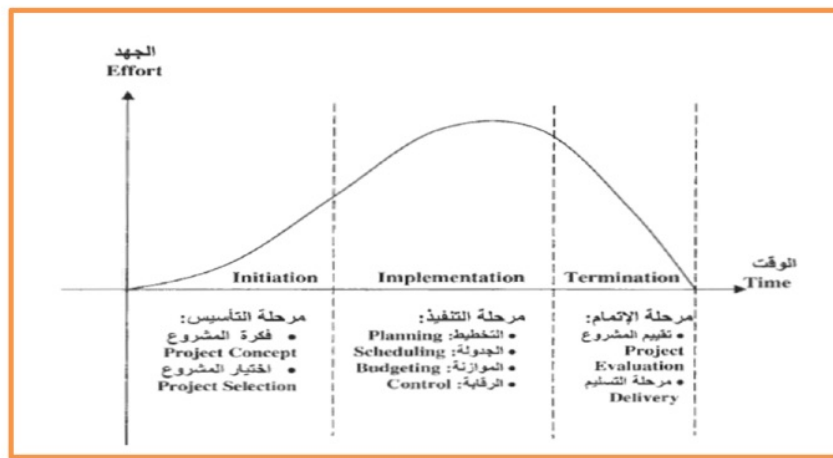 الجهد
Effort
Initiation
Implementation
Termination
الوقت
Time
مرحلة التأسيس:
• فكرة المشروع
Project Concept
• اختيار المشروع
Project Selection
مرحلة التنفيذ:
• التخطيط: Planning
• الجدولة: Scheduling
• الموازنة: Budgeting
• الرقابة: Control
مرحلة الإتمام:
• تقييم المشروع
Project
Evaluation
• مرحلة التسليم
Delivery